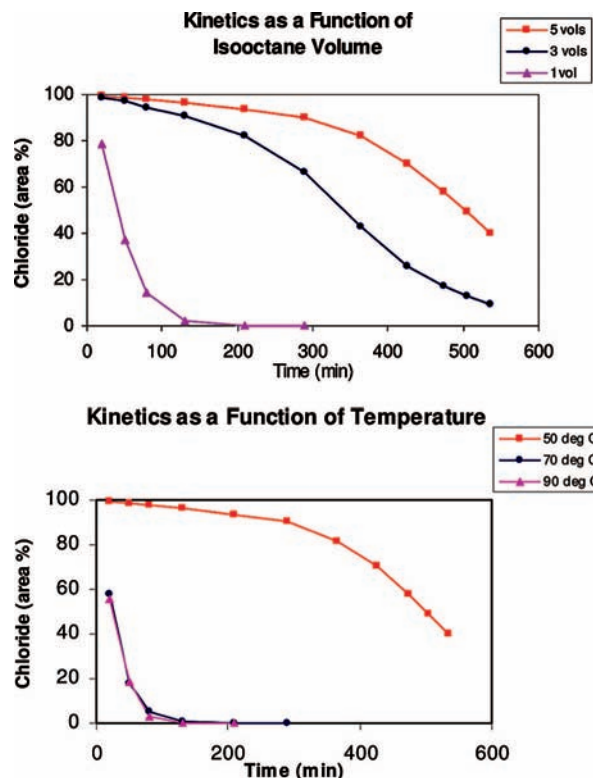 Kinetics as a Function of
Isooctane Volume
5 vols
3 vols
1vol
100
80
60
40
20
0
Chloride (area %)
0 100 200 300 400 500 600
Time (min)
Kinetics as a Function of Temperature
50 deg C
70 deg C
90 deg C
100
80
60
40
20
0
Chloride (area %)
0 200 400 600
Time (min)